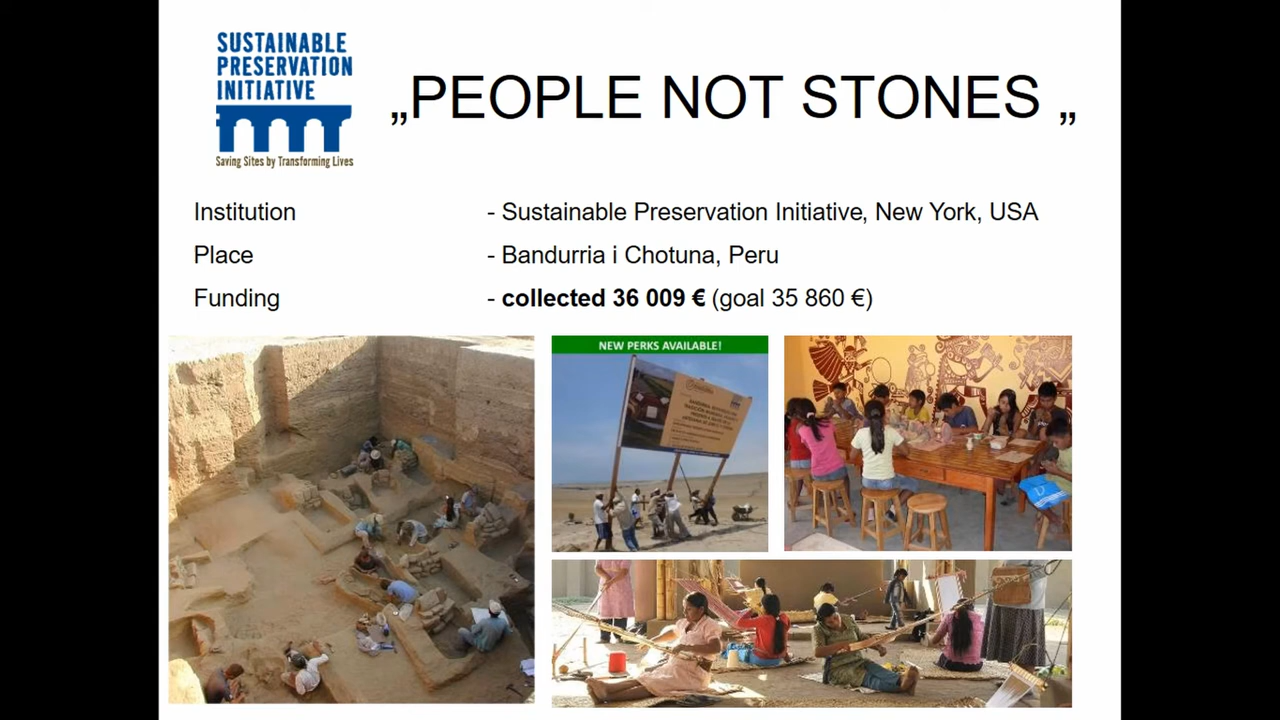 SUSTAINABLE
PRESERVATION
INITIATIVE
Saving Sites by Transforming Lives
„PEOPLE NOT STONES „
Institution - Sustainable Preservation Initiative, New York, USA
Place - Bandurria i Chotuna, Peru
Funding - collected 36 009 € (goal 35 860 €)
NEW PERKS AVAILABLE!